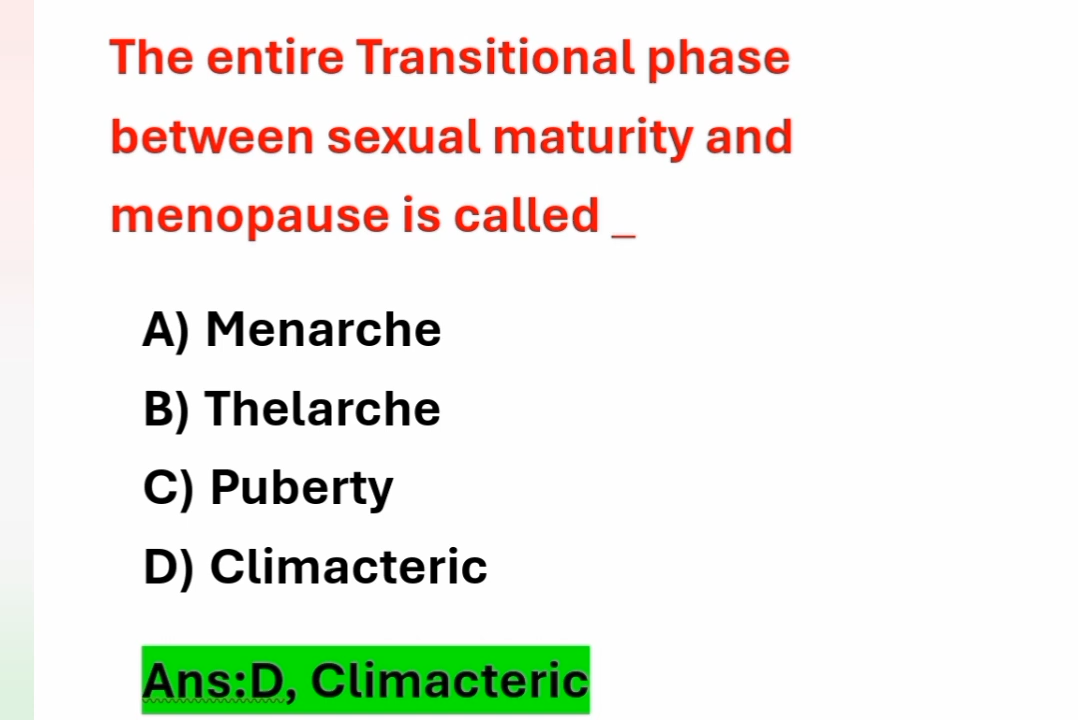 The entire Transitional phase
between sexual maturity and
menopause is called _
A) Menarche
B) Thelarche
C) Puberty
D) Climacteric
Ans:D, Climacteric